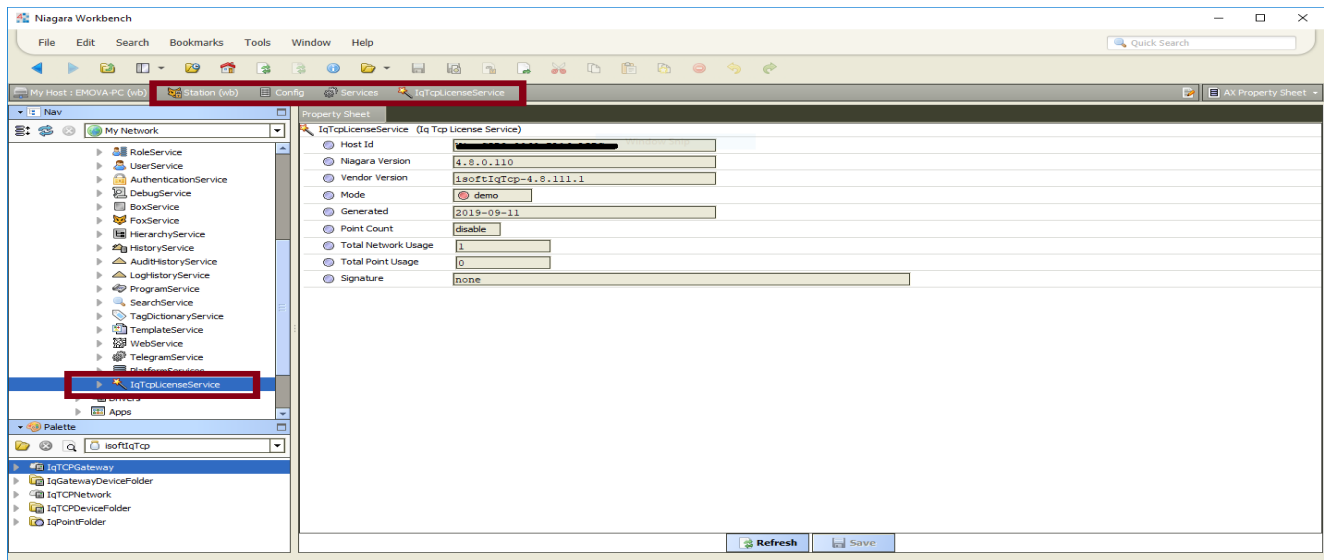 Niagara Workbench
File Edit Search Bookmarks Tools Window Help
Quick Search
My Host : EMOVA-PC (wb) Station (wb) Config Services IqTcpLicenseService
AX Property Sheet
Nav
My Network
RoleService
UserService
AuthenticationService
DebugService
BoxService
FoxService
HierarchyService
HistoryService
AuditHistoryService
LogHistoryService
ProgramService
SearchService
TagDictionaryService
TemplateService
WebService
TelegramService
PlatformServices
IqTcpLicenseService
Drivers
Apps
Palette
isoftIqTcp
IqTCPGateway
IqGatewayDeviceFolder
IqTCPNetwork
IqTCPDeviceFolder
IqPointFolder
Property Sheet
IqTcpLicenseService (Iq Tcp License Service)
Host Id
Niagara Version 4.8.0.110
Vendor Version isoftIqTcp-4.8.111.1
Mode demo
Generated 2019-09-11
Point Count disable
Total Network Usage 1
Total Point Usage 0
Signature none
Refresh Save